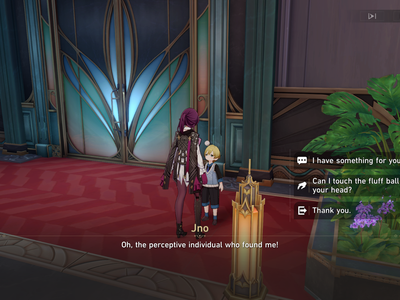 I have something for you
Can I touch the fluff ball
your head?
Thank you.
Jno
Oh, the perceptive individual who found me!